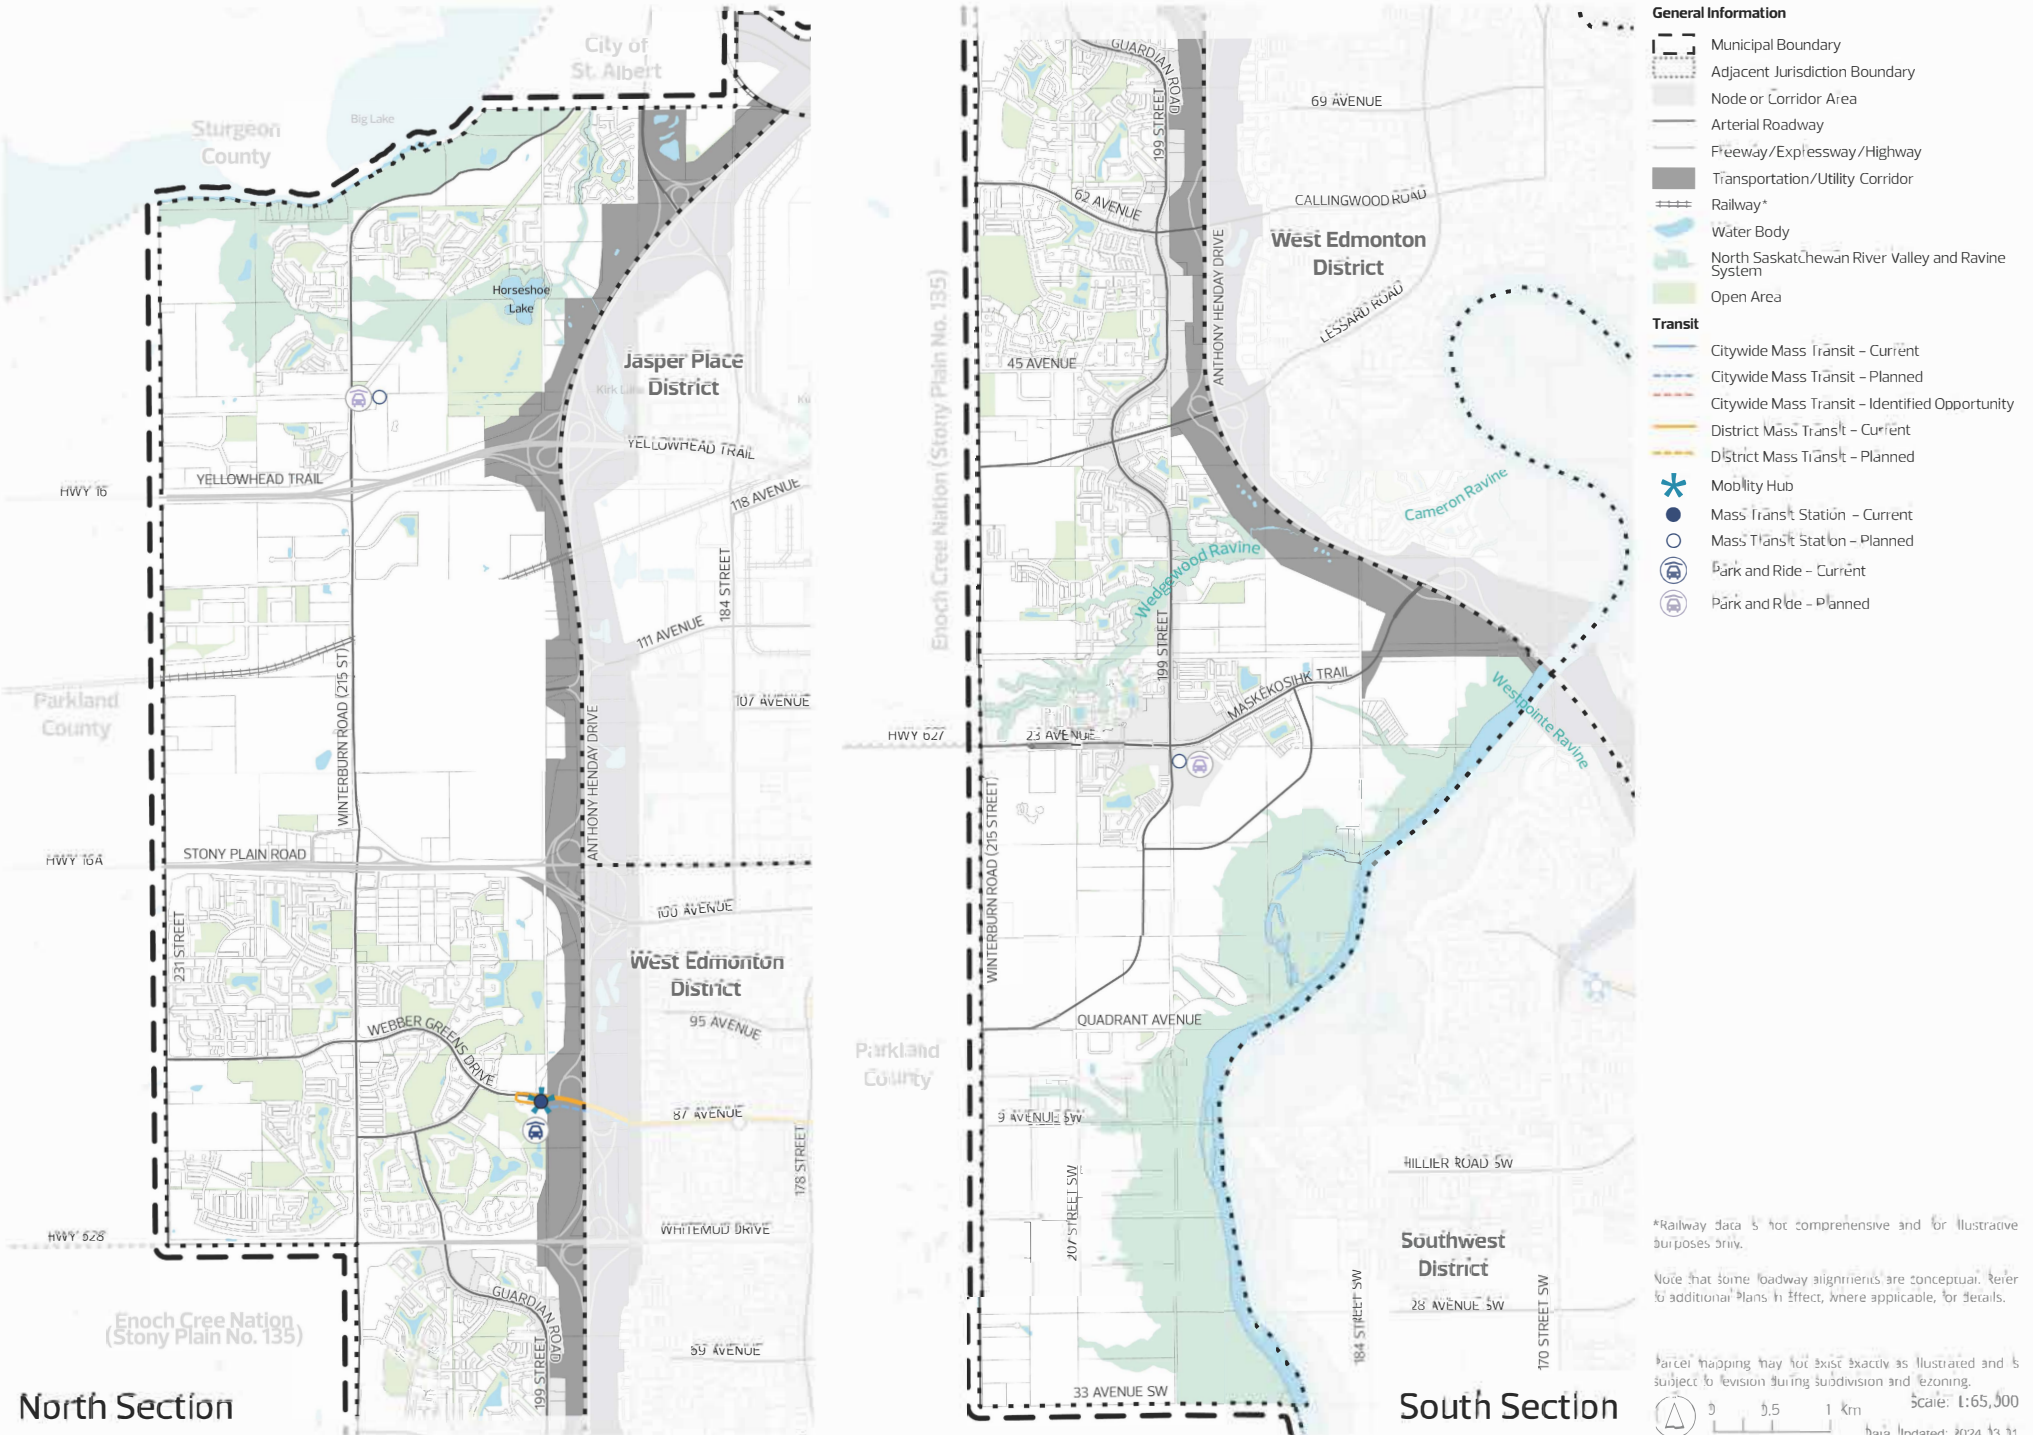 City of
St. Albert
Big Lake
Sturgeon
County
Horseshoe
Lake
Jasper Place
District
Kirk Lake
YELLOWHEAD TRAIL
YELLOWHEAD TRAIL
HWY 16
118 AVENUE
184 STREET
111 AVENUE
WINTERBURN ROAD (215 ST)
Parkland
County
107 AVENUE
ANTHONY HENDAY DRIVE
HWY 16A
STONY PLAIN ROAD
100 AVENUE
231 STREET
West Edmonton
District
95 AVENUE
WEBBER GREENS DRIVE
87 AVENUE
178 STREET
WHITEMUD DRIVE
HWY 628
GUARDIAN ROAD
Enoch Cree Nation
(Stony Plain No. 135)
199 STREET
69 AVENUE
North Section
GUARDIAN ROAD
199 STREET
69 AVENUE
62 AVENUE
CALLINGWOOD ROAD
West Edmonton
District
ANTHONY HENDAY DRIVE
LESSARD ROAD
Enoch Cree Nation (Stony Plain No. 135)
45 AVENUE
Cameron Ravine
Wedgewood Ravine
199 STREET
MASKÊKOSIHK TRAIL
Westpointe Ravine
HWY 627
23 AVENUE
WINTERBURN ROAD (215 STREET)
QUADRANT AVENUE
Parkland
County
9 AVENUE SW
207 STREET SW
HILLIER ROAD SW
Southwest
District
184 STREET SW
28 AVENUE SW
170 STREET SW
33 AVENUE SW
South Section
General Information
Municipal Boundary
Adjacent Jurisdiction Boundary
Node or Corridor Area
Arterial Roadway
Freeway/Expressway/Highway
Transportation/Utility Corridor
Railway*
Water Body
North Saskatchewan River Valley and Ravine
System
Open Area
Transit
Citywide Mass Transit – Current
Citywide Mass Transit – Planned
Citywide Mass Transit – Identified Opportunity
District Mass Transit – Current
District Mass Transit – Planned
Mobility Hub
Mass Transit Station – Current
Mass Transit Station – Planned
Park and Ride – Current
Park and Ride – Planned
*Railway data is not comprehensive and for illustrative
purposes only.
Note that some roadway alignments are conceptual. Refer
to additional Plans in Effect, where applicable, for details.
Parcel mapping may not exist exactly as illustrated and is
subject to revision during subdivision and rezoning.
Scale: 1:65,000
0 0.5 1 Km
Data Updated: 2024